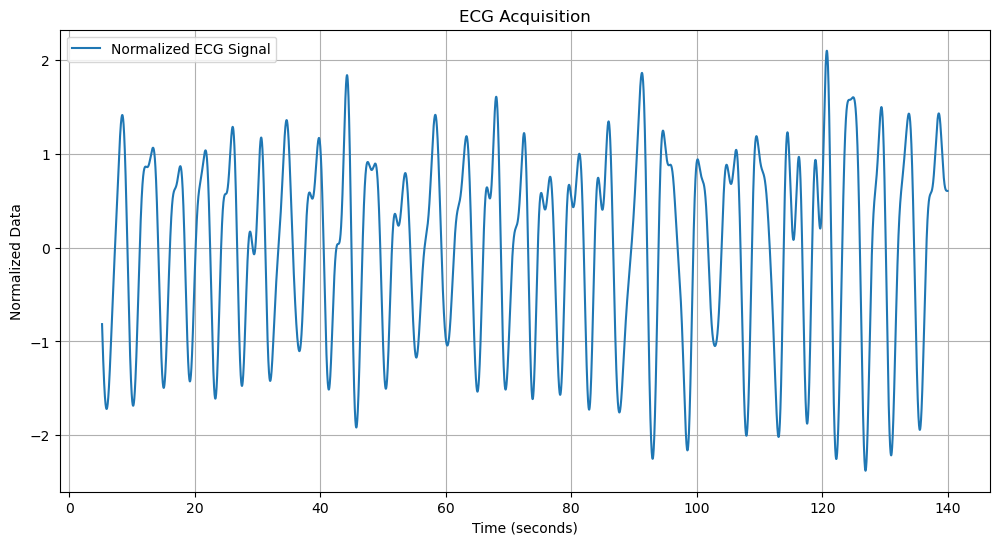 ECG Acquisition
Normalized ECG Signal
Normalized Data
2
1
0
−1
−2
0 20 40 60 80 100 120 140
Time (seconds)